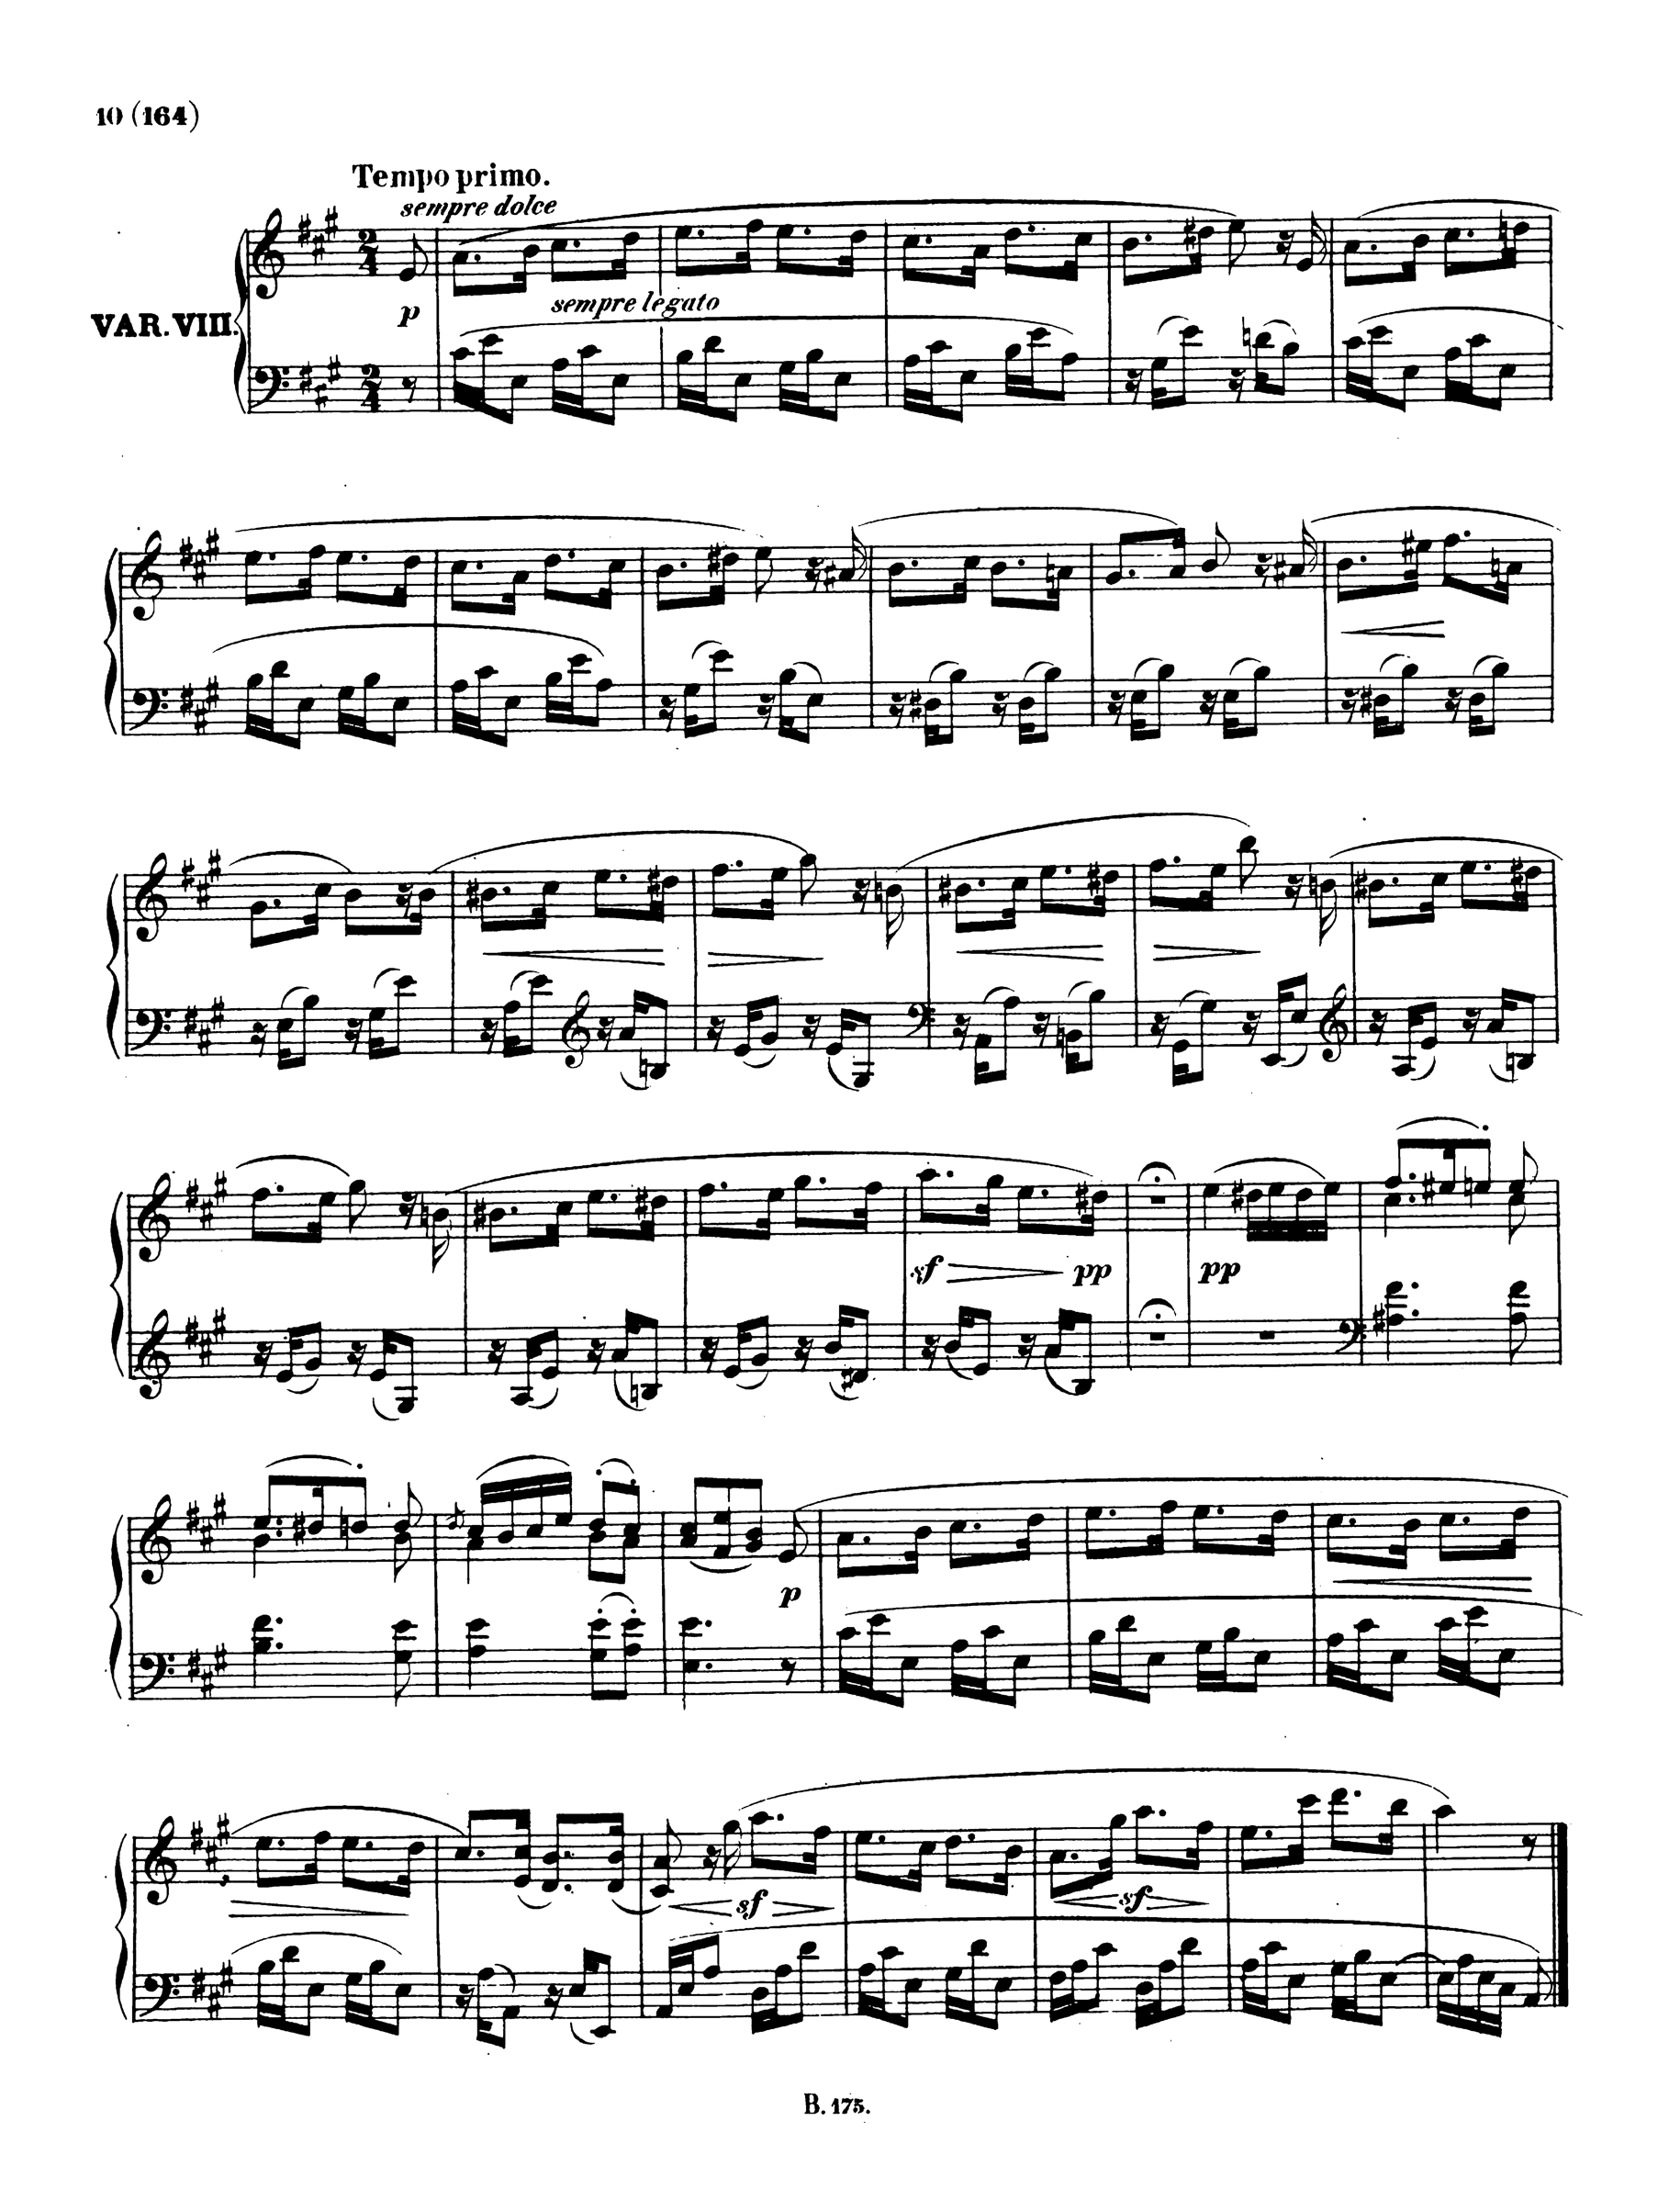 10 (164)
Tempo primo.
sempre dolce
p
sempre legato
VAR. VIII.
sf pp pp
p
sf sf
B. 175.